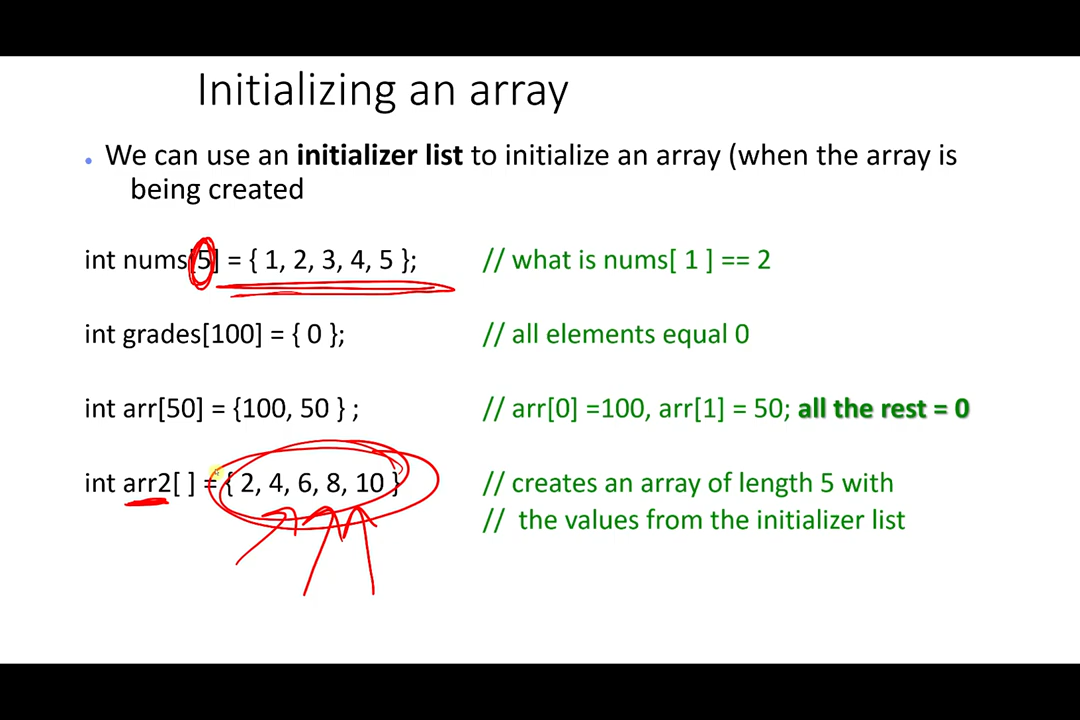 Initializing an array
• We can use an initializer list to initialize an array (when the array is
being created
int nums[5] = { 1, 2, 3, 4, 5 }; // what is nums[ 1 ] == 2
int grades[100] = { 0 }; // all elements equal 0
int arr[50] = {100, 50 } ; // arr[0] =100, arr[1] = 50; all the rest = 0
int arr2[ ] = { 2, 4, 6, 8, 10 } // creates an array of length 5 with
// the values from the initializer list